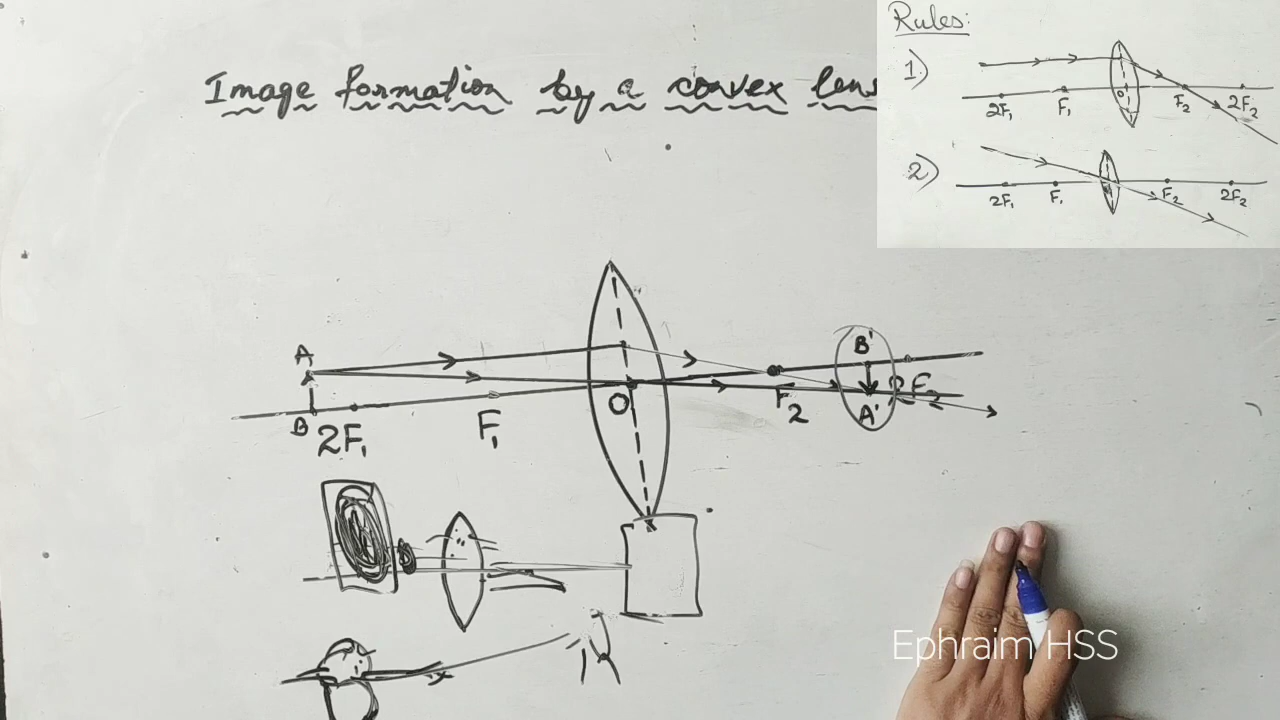 Image formation by a convex lens
Rules:
1)
2F₁ F₁ O F₂ 2F₂
2)
2F₁ F₁ F₂ 2F₂
A
B 2F₁ F₁ O F₂ B' A' 2F
Ephraim HSS